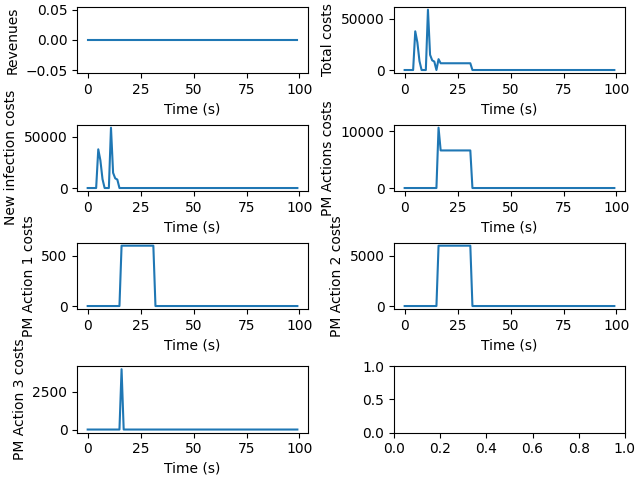 Revenues
0.05
0.00
−0.05
0 25 50 75 100
Time (s)
Total costs
50000
0
0 25 50 75 100
Time (s)
New infection costs
50000
0
0 25 50 75 100
Time (s)
PM Actions costs
10000
0
0 25 50 75 100
Time (s)
PM Action 1 costs
500
0
0 25 50 75 100
Time (s)
PM Action 2 costs
5000
0
0 25 50 75 100
Time (s)
PM Action 3 costs
2500
0
0 25 50 75 100
Time (s)
1.0
0.5
0.0
0.0 0.2 0.4 0.6 0.8 1.0